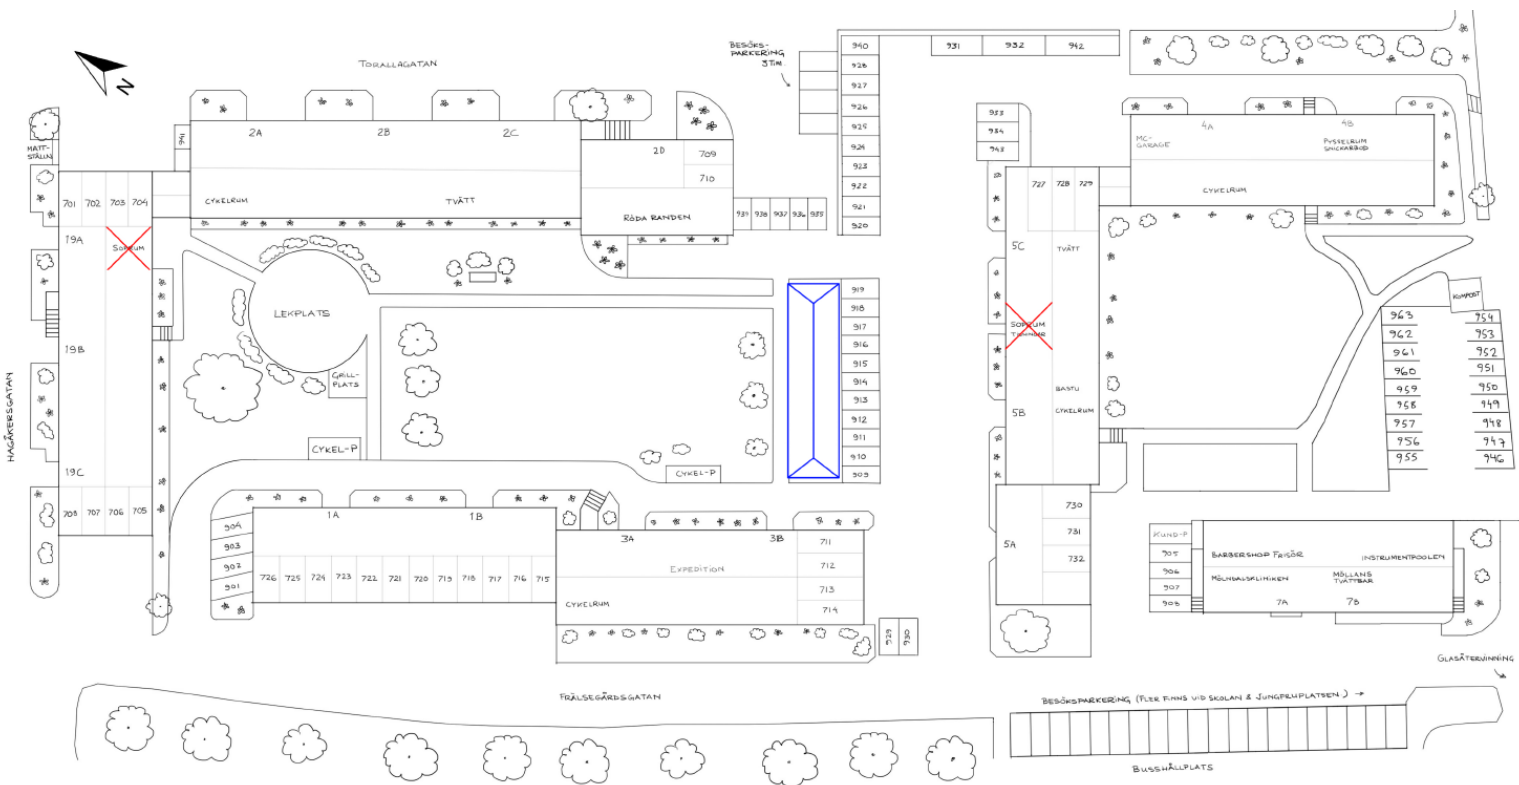 TORALLAGATAN
BESÖKS-
PARKERING
3 TIM.
N
940
928
927
926
925
924
923
922
921
920
931
932
942
933
934
943
MATT-
STÄLLN.
941
2A
2B
2C
2D
709
710
CYKELRUM
TVÄTT
RÖDA RANDEN
939
938
937
936
935
4A
4B
MC-
GARAGE
PYSSELRUM
SNICKARBOD
CYKELRUM
701
702
703
704
19A
SOPRUM
19B
19C
708
707
706
705
HAGÅKERSGATAN
LEKPLATS
GRILL-
PLATS
CYKEL-P
CYKEL-P
919
918
917
916
915
914
913
912
911
910
909
727
728
729
5C
TVÄTT
SOPRUM
BASTU
5B
CYKELRUM
730
731
5A
732
KOMPOST
963
954
962
953
961
952
960
951
959
950
958
949
957
948
956
947
955
946
904
903
902
901
1A
1B
726
725
724
723
722
721
720
719
718
717
716
715
3A
3B
EXPEDITION
CYKELRUM
711
712
713
714
929
930
KUND-P
905
906
907
908
BARBERSHOP FRISÖR
INSTRUMENTPOOLEN
MÖLNDALSKLINIKEN
MÖLLANS
TVÄTTBAR
7A
7B
GLASÅTERVINNING
FRÄLSEGÅRDSGATAN
BESÖKSPARKERING (FLER FINNS VID SKOLAN & JUNGFRUPLATSEN) →
BUSSHÅLLPLATS